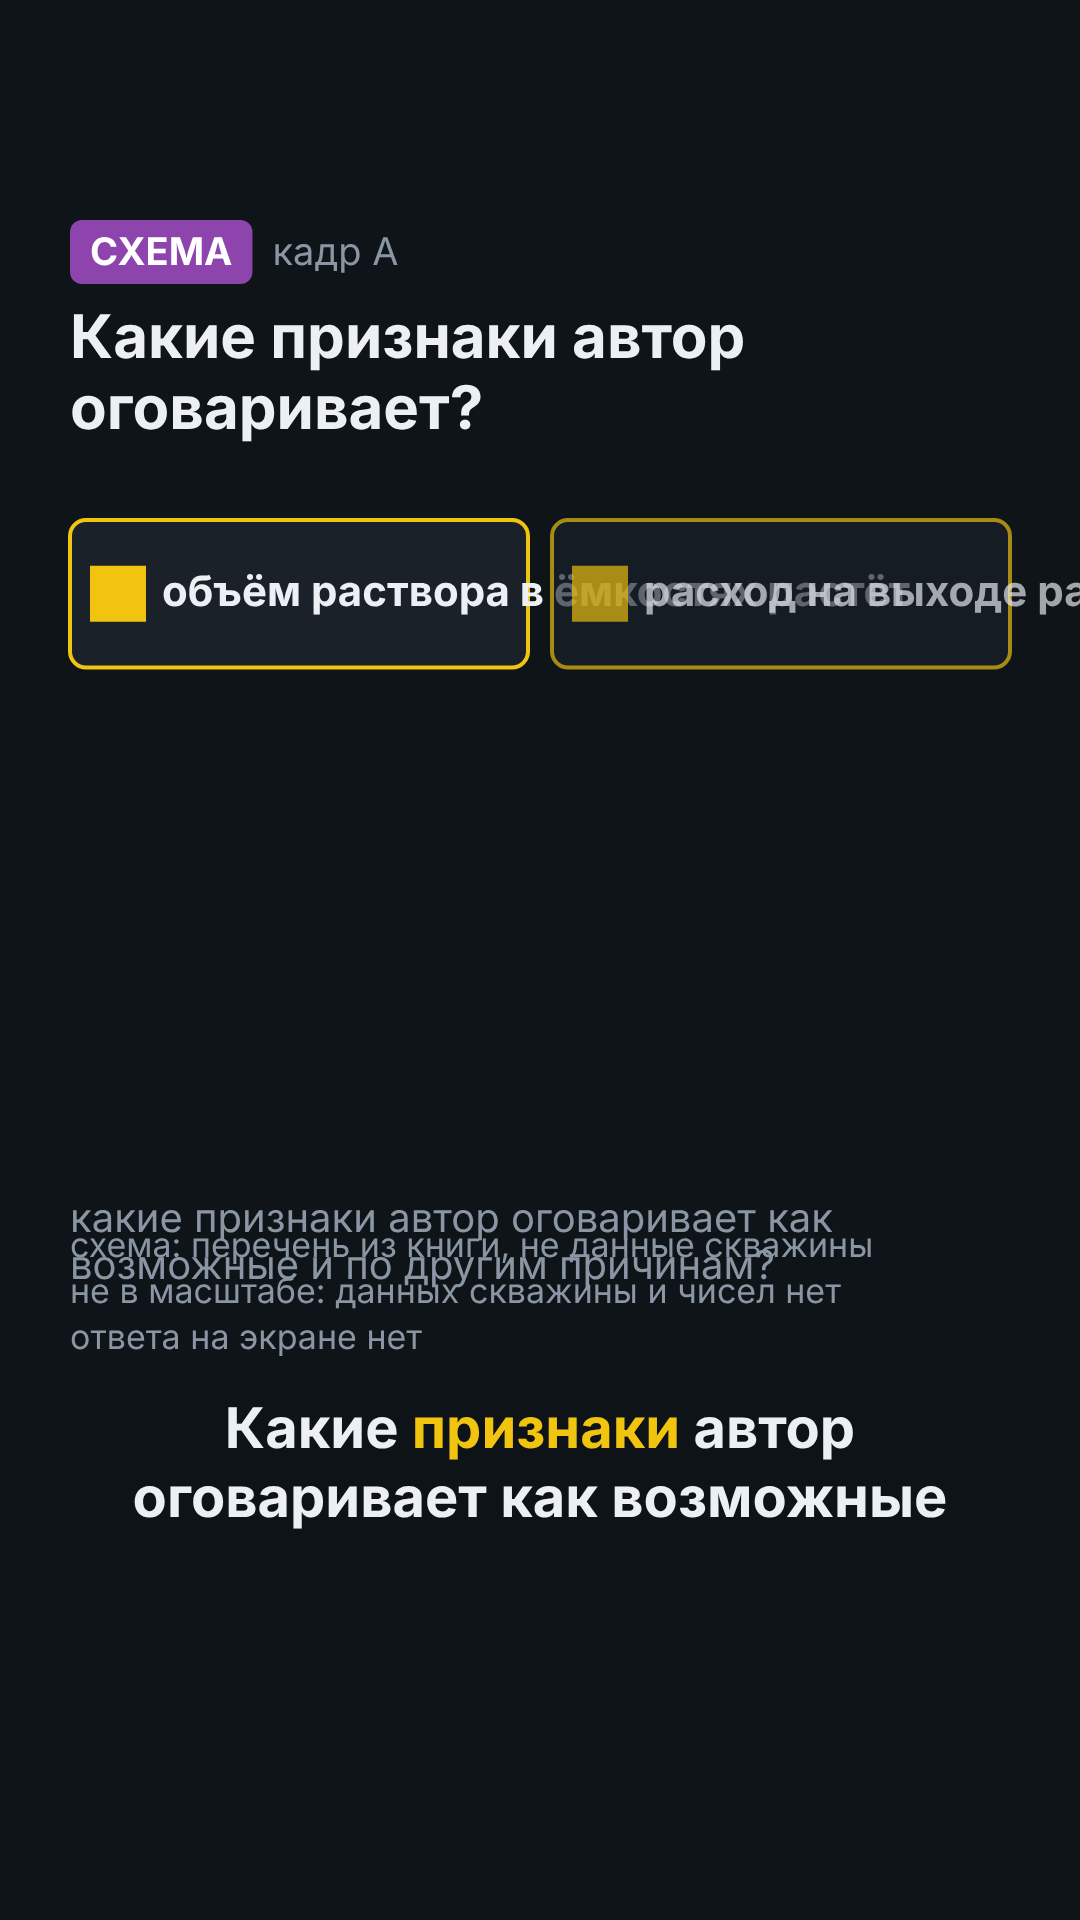 СХЕМА кадр А
Какие признаки автор
оговаривает?
объём раствора в
расход на выходе ра
какие признаки автор оговаривает как
схема: перечень из книги, не данные скважины
возможные и по другим причинам?
не в масштабе: данных скважины и чисел нет
ответа на экране нет
Какие признаки автор
оговаривает как возможные